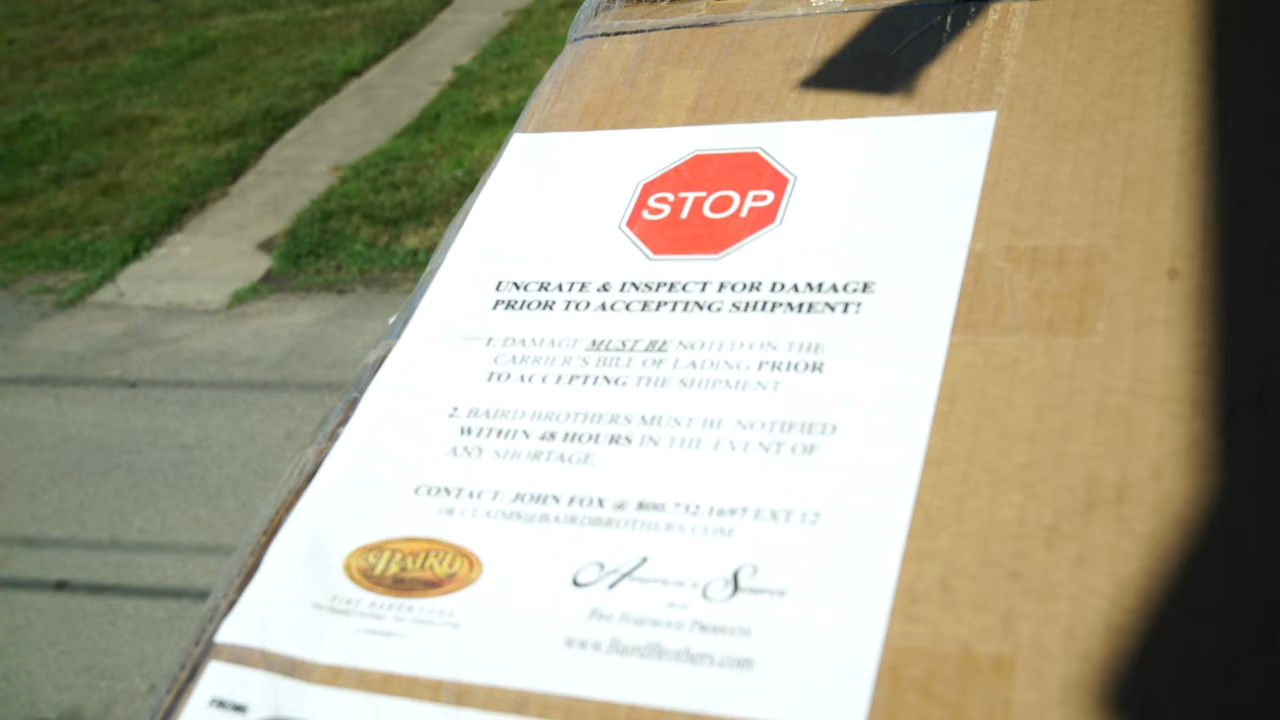 STOP
UNCRATE & INSPECT FOR DAMAGE
PRIOR TO ACCEPTING SHIPMENT!
1. DAMAGE MUST BE NOTED ON THE
CARRIER'S BILL OF LADING PRIOR
TO ACCEPTING THE SHIPMENT
2. BAIRD BROTHERS MUST BE NOTIFIED
WITHIN 48 HOURS IN THE EVENT OF
ANY SHORTAGE.
CONTACT: JOHN FOX @ 800.732.1697 EXT 12
OR CLAIMS@BAIRDBROTHERS.COM
BAIRD
FINE HARDWOODS
America's Source
FOR
FINE HARDWOOD PRODUCTS
www.BairdBrothers.com
FROM: